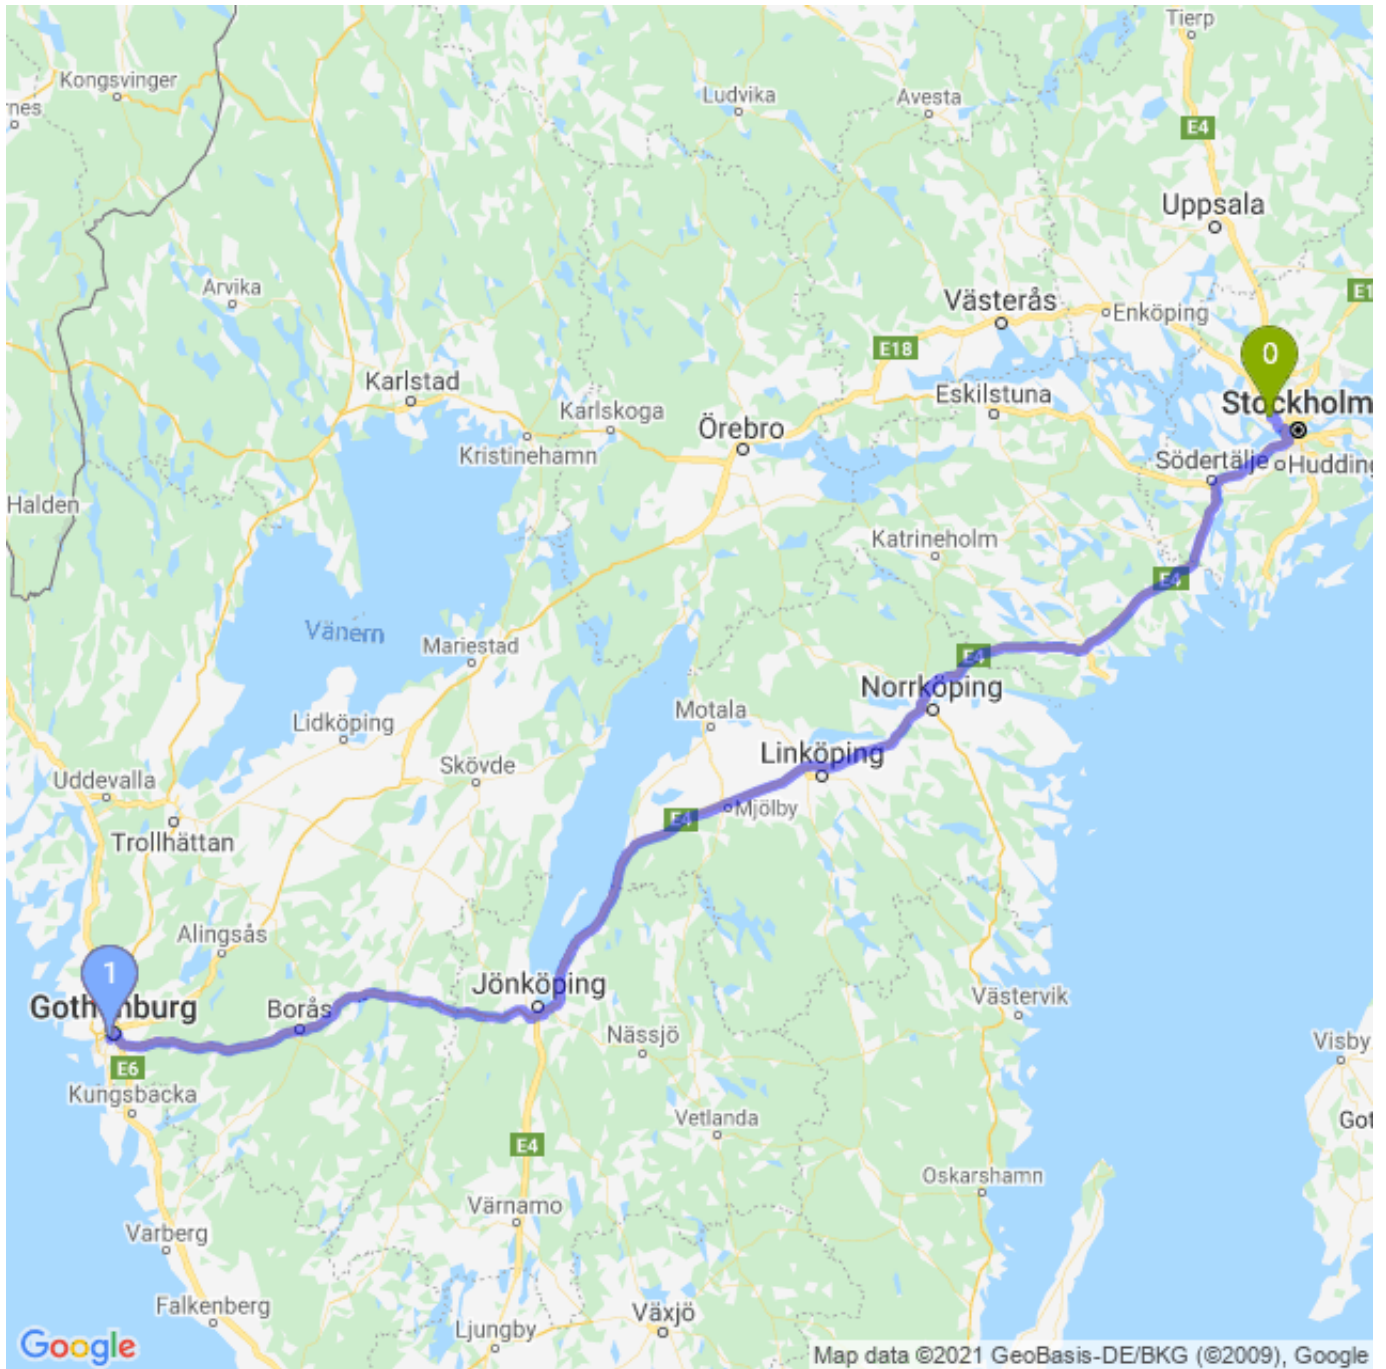 Tierp
Kongsvinger
Ludvika
Avesta
nes
E4
Uppsala
Arvika
Västerås
Enköping
E1
E18
0
Karlstad
Eskilstuna
Stockholm
Karlskoga
Örebro
Kristinehamn
Södertälje
Hudding
Halden
Katrineholm
E4
Vänern
Mariestad
E4
Norrköping
Motala
Lidköping
Linköping
Skövde
Uddevalla
Mjölby
E4
Trollhättan
Alingsås
1
Jönköping
Västervik
Gothenburg
Borås
Nässjö
Visby
E6
Kungsbacka
Vetlanda
Got
E4
Oskarshamn
Värnamo
Varberg
Falkenberg
Växjö
Ljungby
Google
Map data ©2021 GeoBasis-DE/BKG (©2009), Google